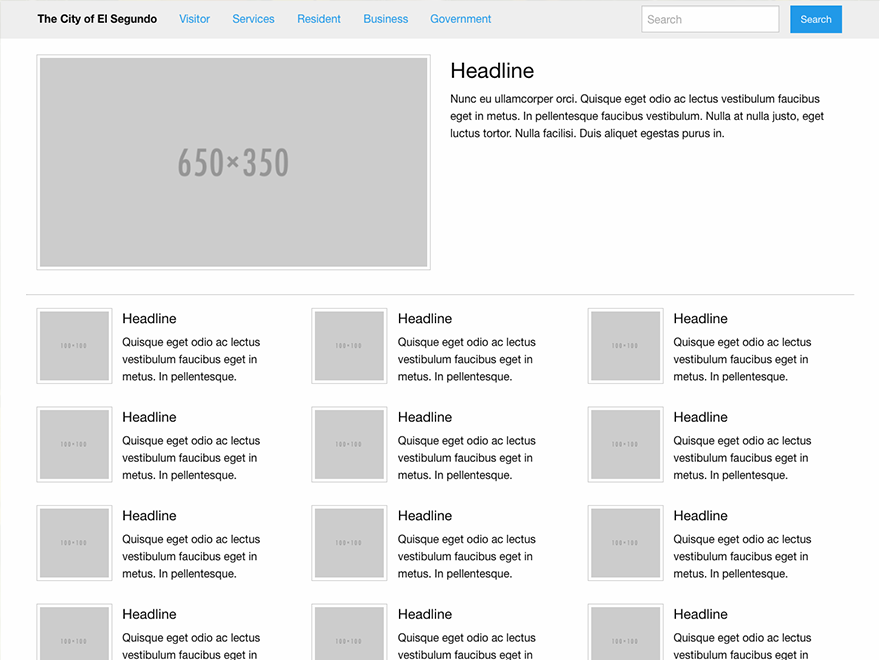 The City of El Segundo Visitor Services Resident Business Government Search Search
650×350
Headline
Nunc eu ullamcorper orci. Quisque eget odio ac lectus vestibulum faucibus
eget in metus. In pellentesque faucibus vestibulum. Nulla at nulla justo, eget
luctus tortor. Nulla facilisi. Duis aliquet egestas purus in.
100×100
Headline
Quisque eget odio ac lectus
vestibulum faucibus eget in
metus. In pellentesque.
100×100
Headline
Quisque eget odio ac lectus
vestibulum faucibus eget in
metus. In pellentesque.
100×100
Headline
Quisque eget odio ac lectus
vestibulum faucibus eget in
metus. In pellentesque.
100×100
Headline
Quisque eget odio ac lectus
vestibulum faucibus eget in
metus. In pellentesque.
100×100
Headline
Quisque eget odio ac lectus
vestibulum faucibus eget in
metus. In pellentesque.
100×100
Headline
Quisque eget odio ac lectus
vestibulum faucibus eget in
metus. In pellentesque.
100×100
Headline
Quisque eget odio ac lectus
vestibulum faucibus eget in
metus. In pellentesque.
100×100
Headline
Quisque eget odio ac lectus
vestibulum faucibus eget in
metus. In pellentesque.
100×100
Headline
Quisque eget odio ac lectus
vestibulum faucibus eget in
metus. In pellentesque.
100×100
Headline
Quisque eget odio ac lectus
vestibulum faucibus eget in
100×100
Headline
Quisque eget odio ac lectus
vestibulum faucibus eget in
100×100
Headline
Quisque eget odio ac lectus
vestibulum faucibus eget in